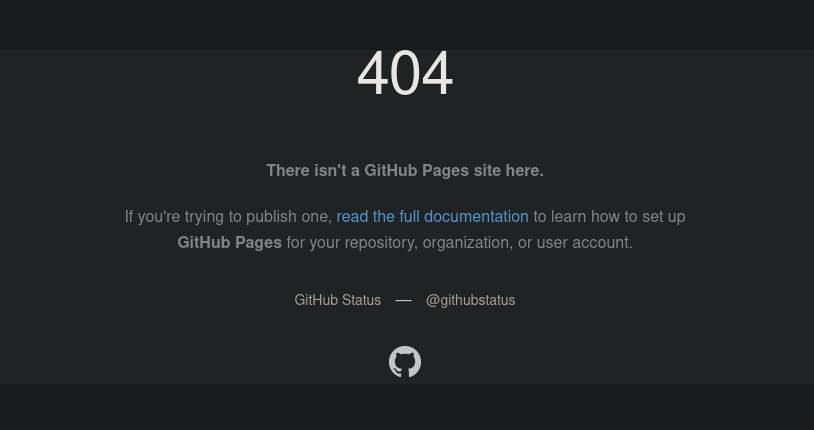 404
There isn't a GitHub Pages site here.
If you're trying to publish one, read the full documentation to learn how to set up
GitHub Pages for your repository, organization, or user account.
GitHub Status — @githubstatus